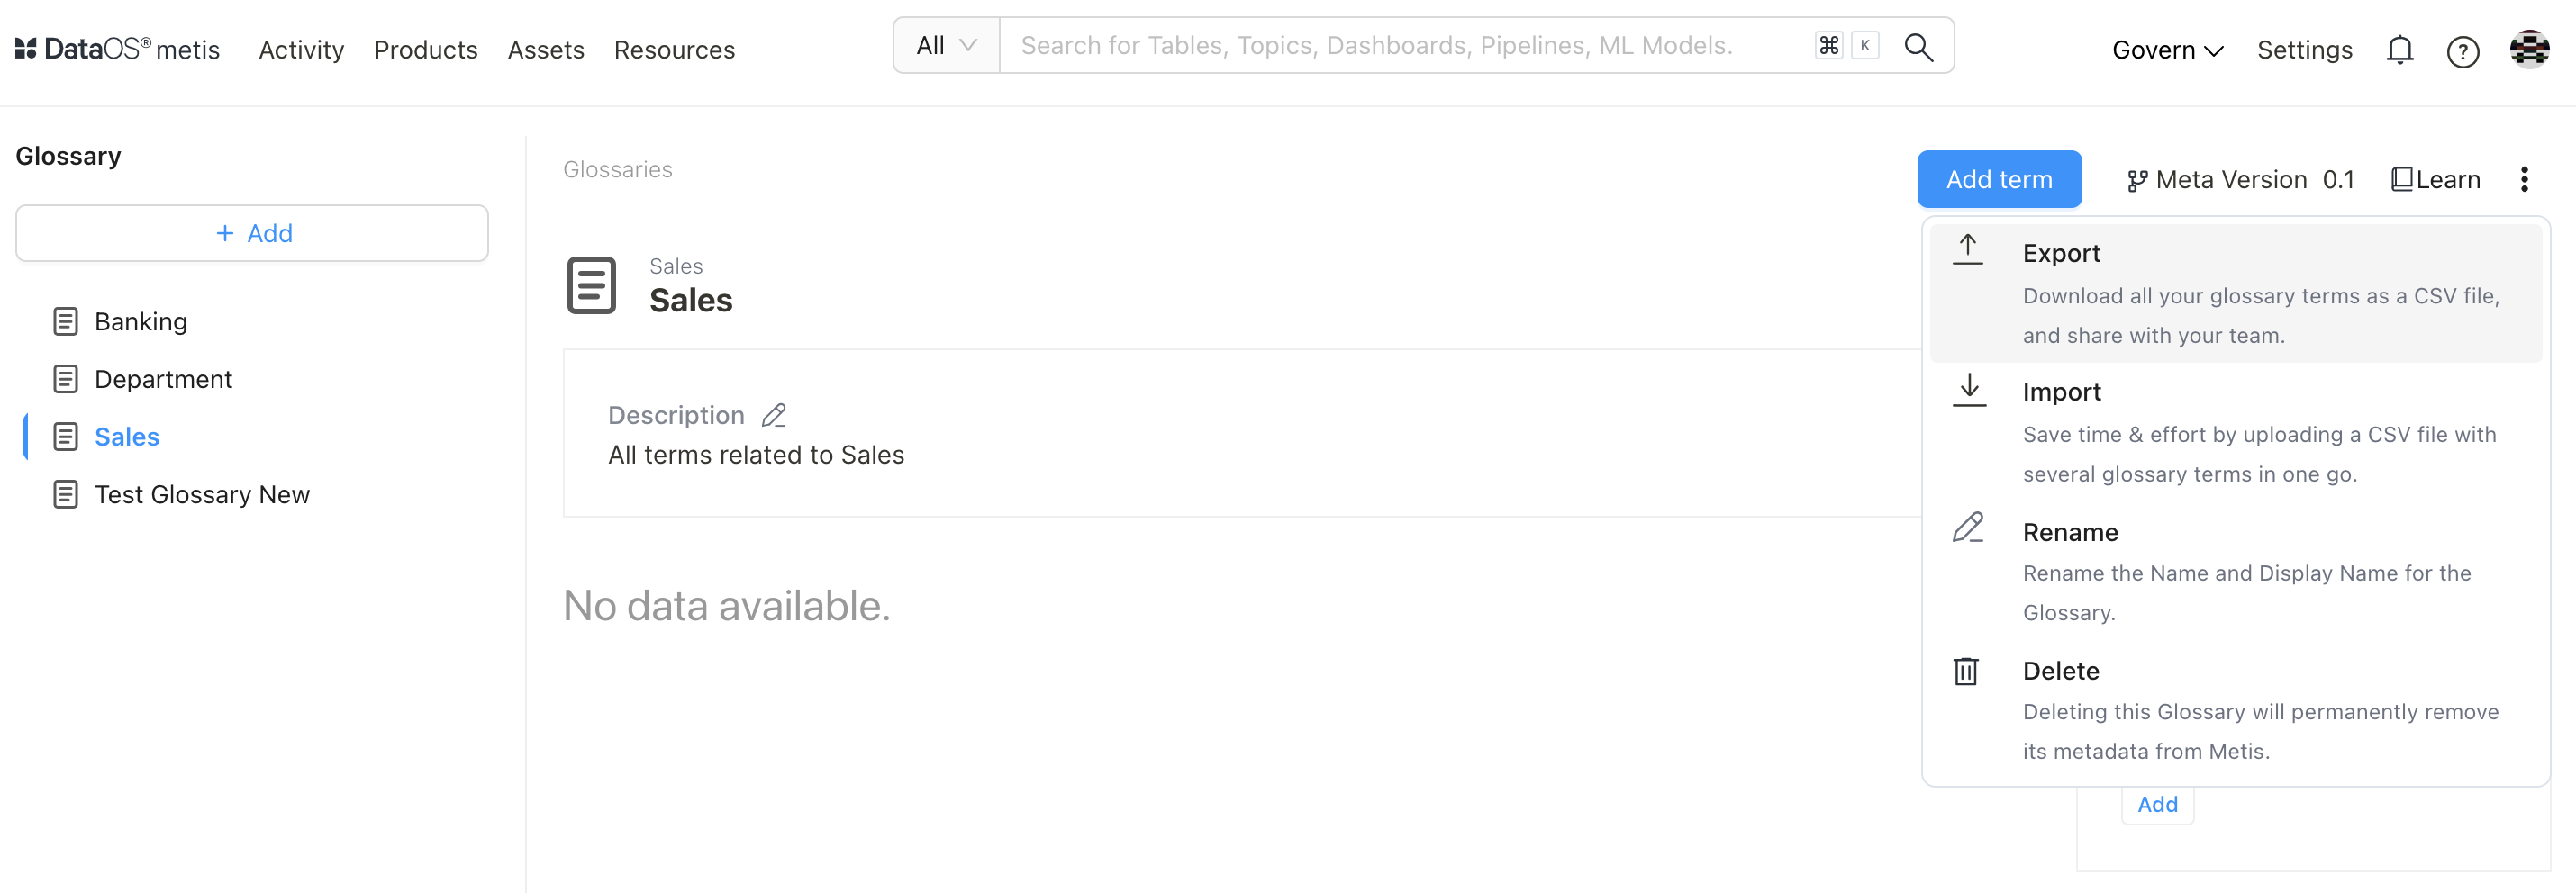 DataOS® metis Activity Products Assets Resources All Search for Tables, Topics, Dashboards, Pipelines, ML Models. ⌘ K Govern Settings
Glossary
+ Add
Banking
Department
Sales
Test Glossary New
Glossaries
Add term Meta Version 0.1 Learn
Sales
Sales
Description
All terms related to Sales
No data available.
Export
Download all your glossary terms as a CSV file,
and share with your team.
Import
Save time & effort by uploading a CSV file with
several glossary terms in one go.
Rename
Rename the Name and Display Name for the
Glossary.
Delete
Deleting this Glossary will permanently remove
its metadata from Metis.
Add